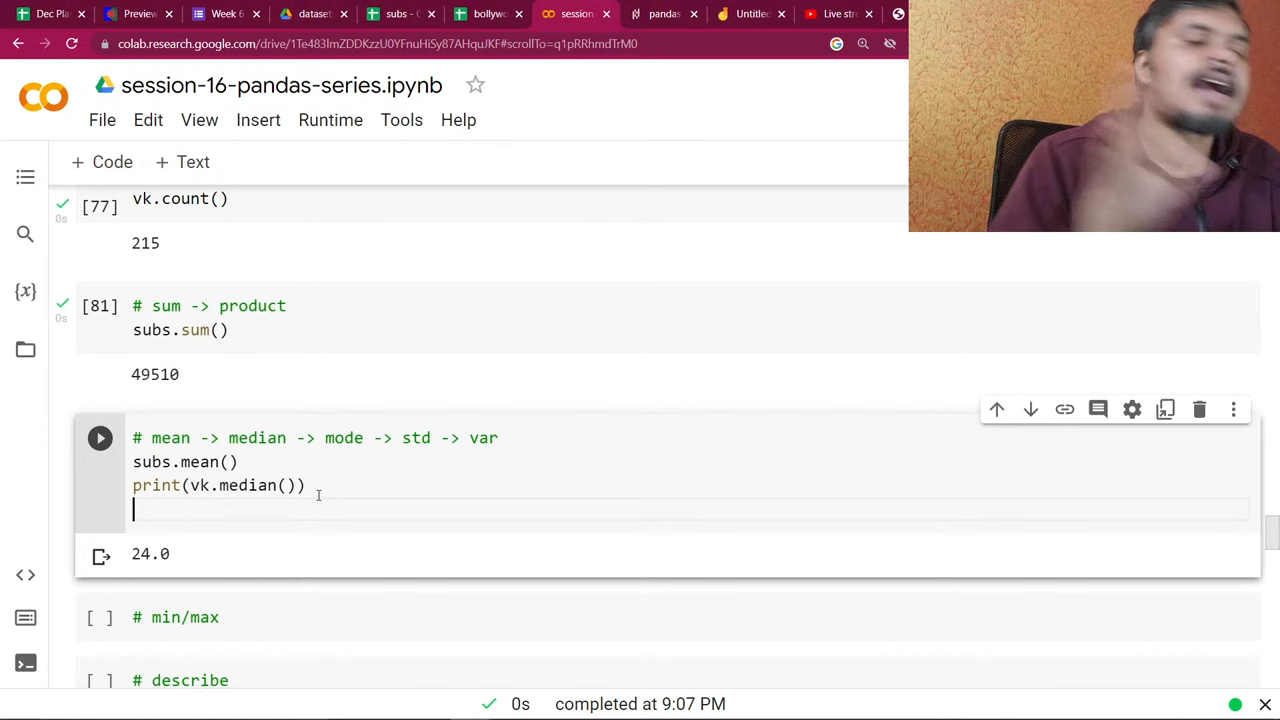 Dec Plan
Preview
Week 6
dataset
subs - G
bollywo
session
pandas
Untitled
Live str
colab.research.google.com/drive/1Te483lmZDDKzzU0YFnuHiSy87AHquJKF#scrollTo=q1pRRhmdTrM0
session-16-pandas-series.ipynb
File Edit View Insert Runtime Tools Help
+ Code + Text
[77] vk.count()
0s
215
[81] # sum -> product
0s subs.sum()
49510
# mean -> median -> mode -> std -> var
subs.mean()
print(vk.median())
24.0
[ ] # min/max
[ ] # describe
0s completed at 9:07 PM